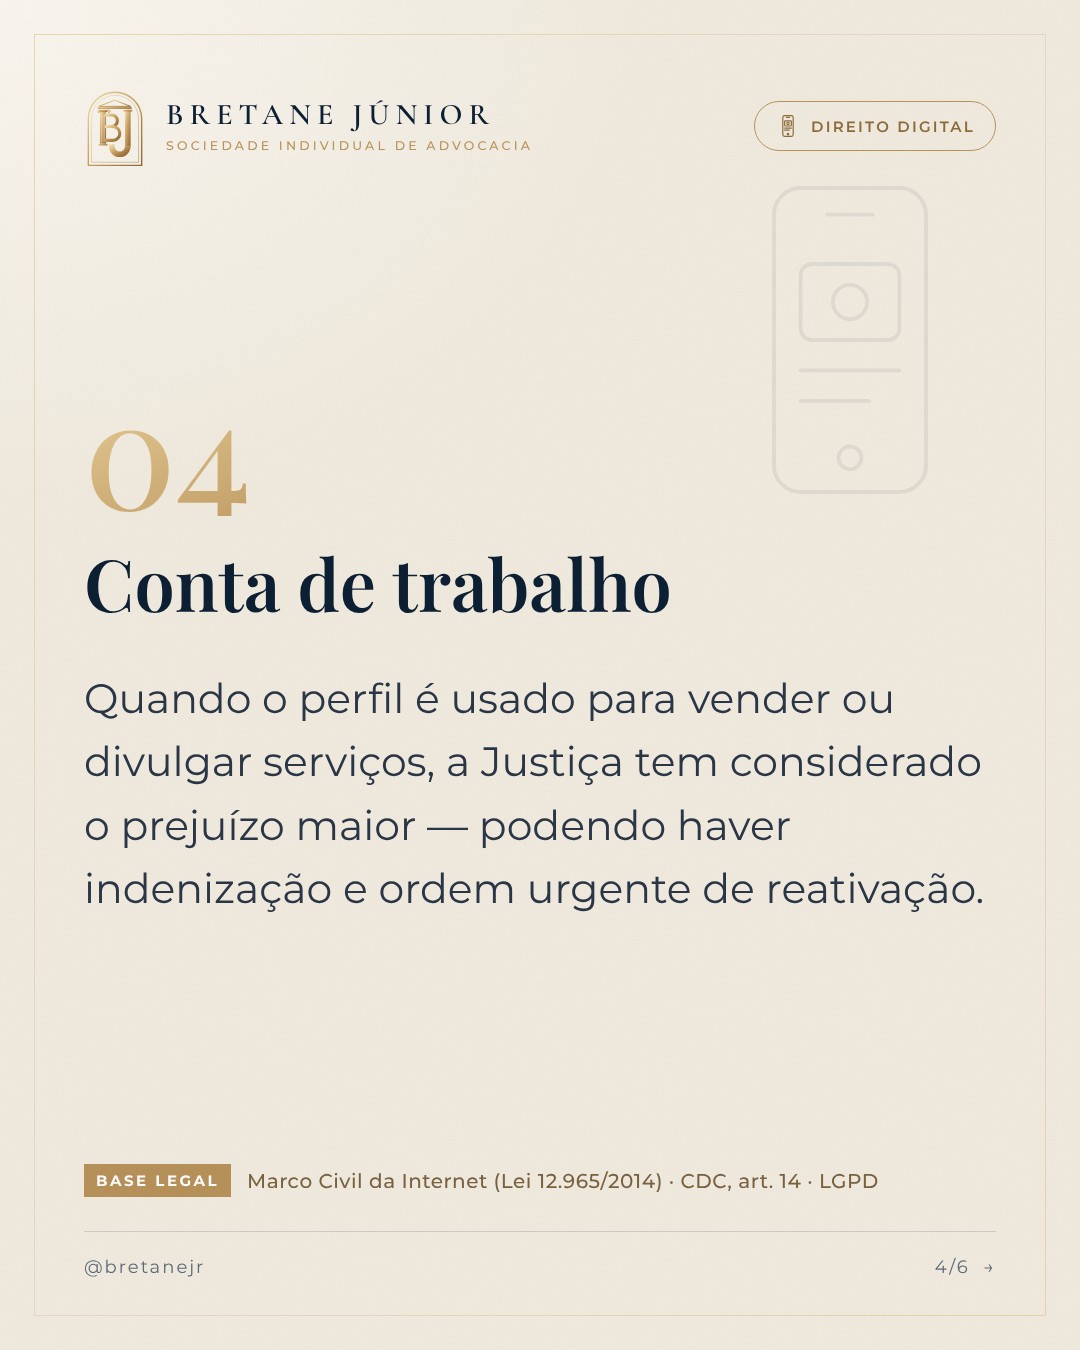 BJ
BRETANE JÚNIOR
SOCIEDADE INDIVIDUAL DE ADVOCACIA
DIREITO DIGITAL
04
Conta de trabalho
Quando o perfil é usado para vender ou
divulgar serviços, a Justiça tem considerado
o prejuízo maior — podendo haver
indenização e ordem urgente de reativação.
BASE LEGAL Marco Civil da Internet (Lei 12.965/2014) · CDC, art. 14 · LGPD
@bretanejr
4/6 →